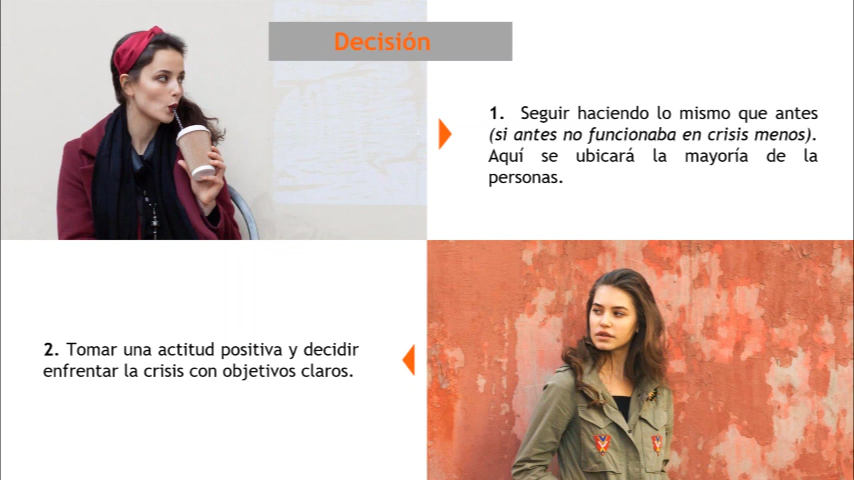 Decisión
1. Seguir haciendo lo mismo que antes
(si antes no funcionaba en crisis menos).
Aquí se ubicará la mayoría de la
personas.
2. Tomar una actitud positiva y decidir
enfrentar la crisis con objetivos claros.